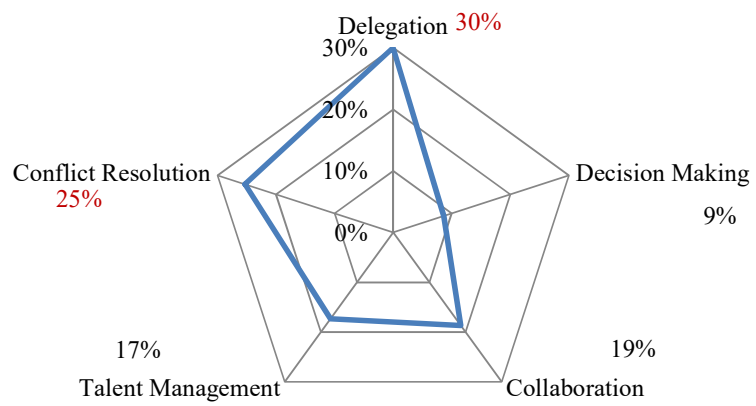 Delegation 30%
30%
20%
10%
0%
Conflict Resolution
25%
Decision Making
9%
17%
Talent Management
19%
Collaboration